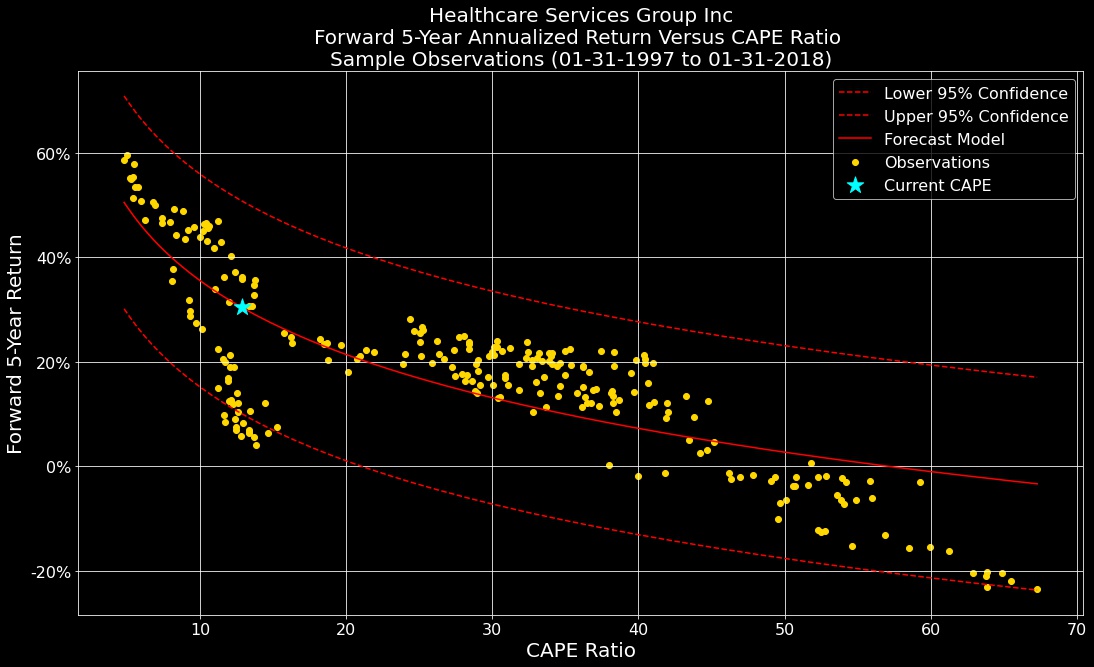 Healthcare Services Group Inc
Forward 5-Year Annualized Return Versus CAPE Ratio
Sample Observations (01-31-1997 to 01-31-2018)
Lower 95% Confidence
Upper 95% Confidence
Forecast Model
Observations
Current CAPE
Forward 5-Year Return
60%
40%
20%
0%
-20%
10
20
30
40
50
60
70
CAPE Ratio